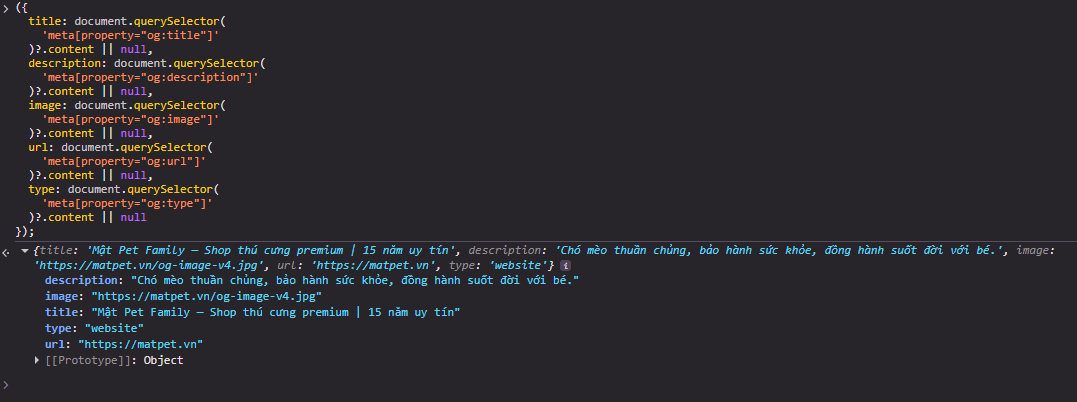 ({
title: document.querySelector(
'meta[property="og:title"]'
)?.content || null,
description: document.querySelector(
'meta[property="og:description"]'
)?.content || null,
image: document.querySelector(
'meta[property="og:image"]'
)?.content || null,
url: document.querySelector(
'meta[property="og:url"]'
)?.content || null,
type: document.querySelector(
'meta[property="og:type"]'
)?.content || null
});
{title: 'Mật Pet Family — Shop thú cưng premium | 15 năm uy tín', description: 'Chó mèo thuần chủng, bảo hành sức khỏe, đồng hành suốt đời với bé.', image:
'https://matpet.vn/og-image-v4.jpg', url: 'https://matpet.vn', type: 'website'} i
description: "Chó mèo thuần chủng, bảo hành sức khỏe, đồng hành suốt đời với bé."
image: "https://matpet.vn/og-image-v4.jpg"
title: "Mật Pet Family — Shop thú cưng premium | 15 năm uy tín"
type: "website"
url: "https://matpet.vn"
[[Prototype]]: Object